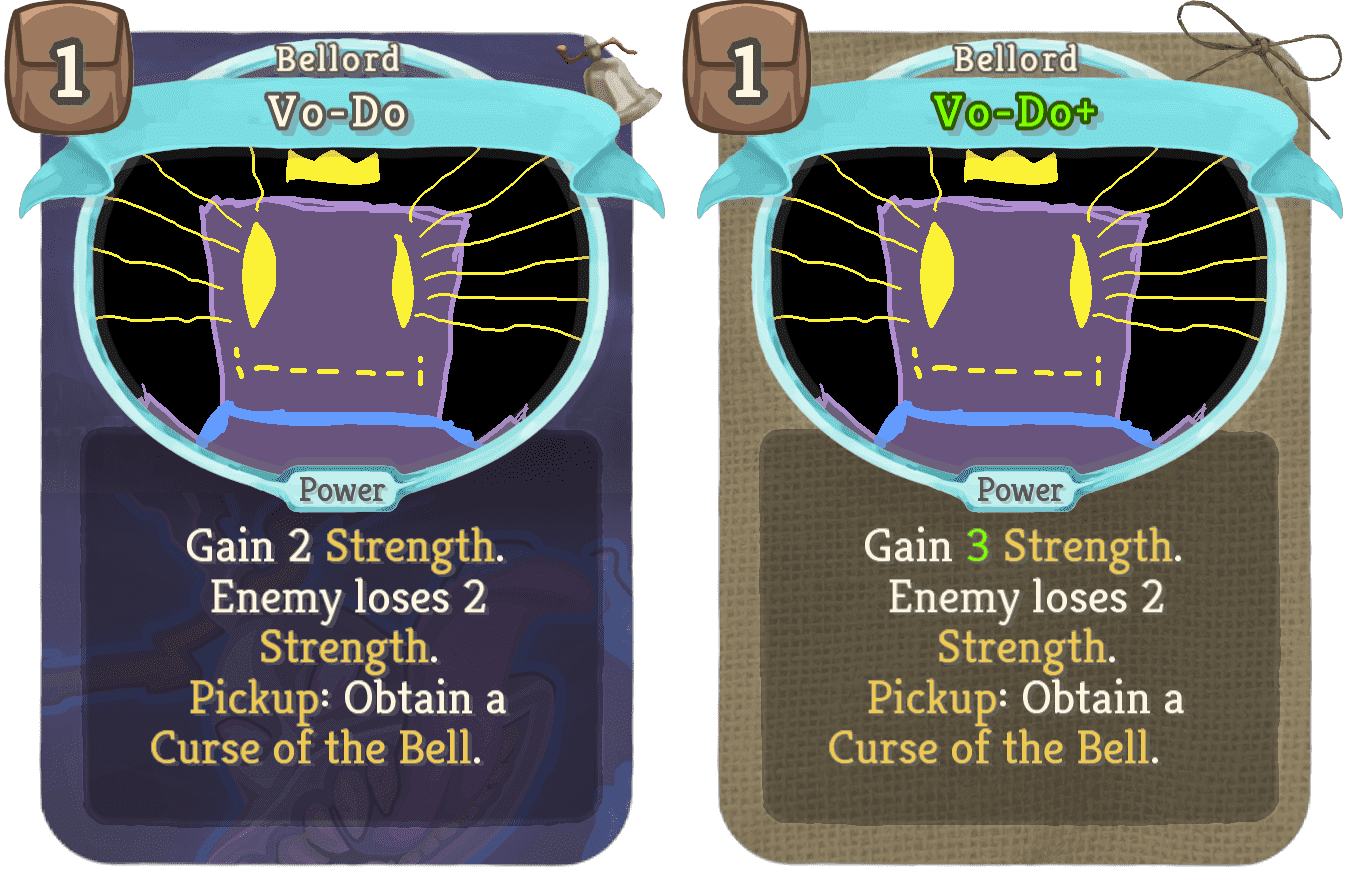 1
Bellord
Vo-Do
Power
Gain 2 Strength.
Enemy loses 2
Strength.
Pickup: Obtain a
Curse of the Bell.
1
Bellord
Vo-Do+
Power
Gain 3 Strength.
Enemy loses 2
Strength.
Pickup: Obtain a
Curse of the Bell.